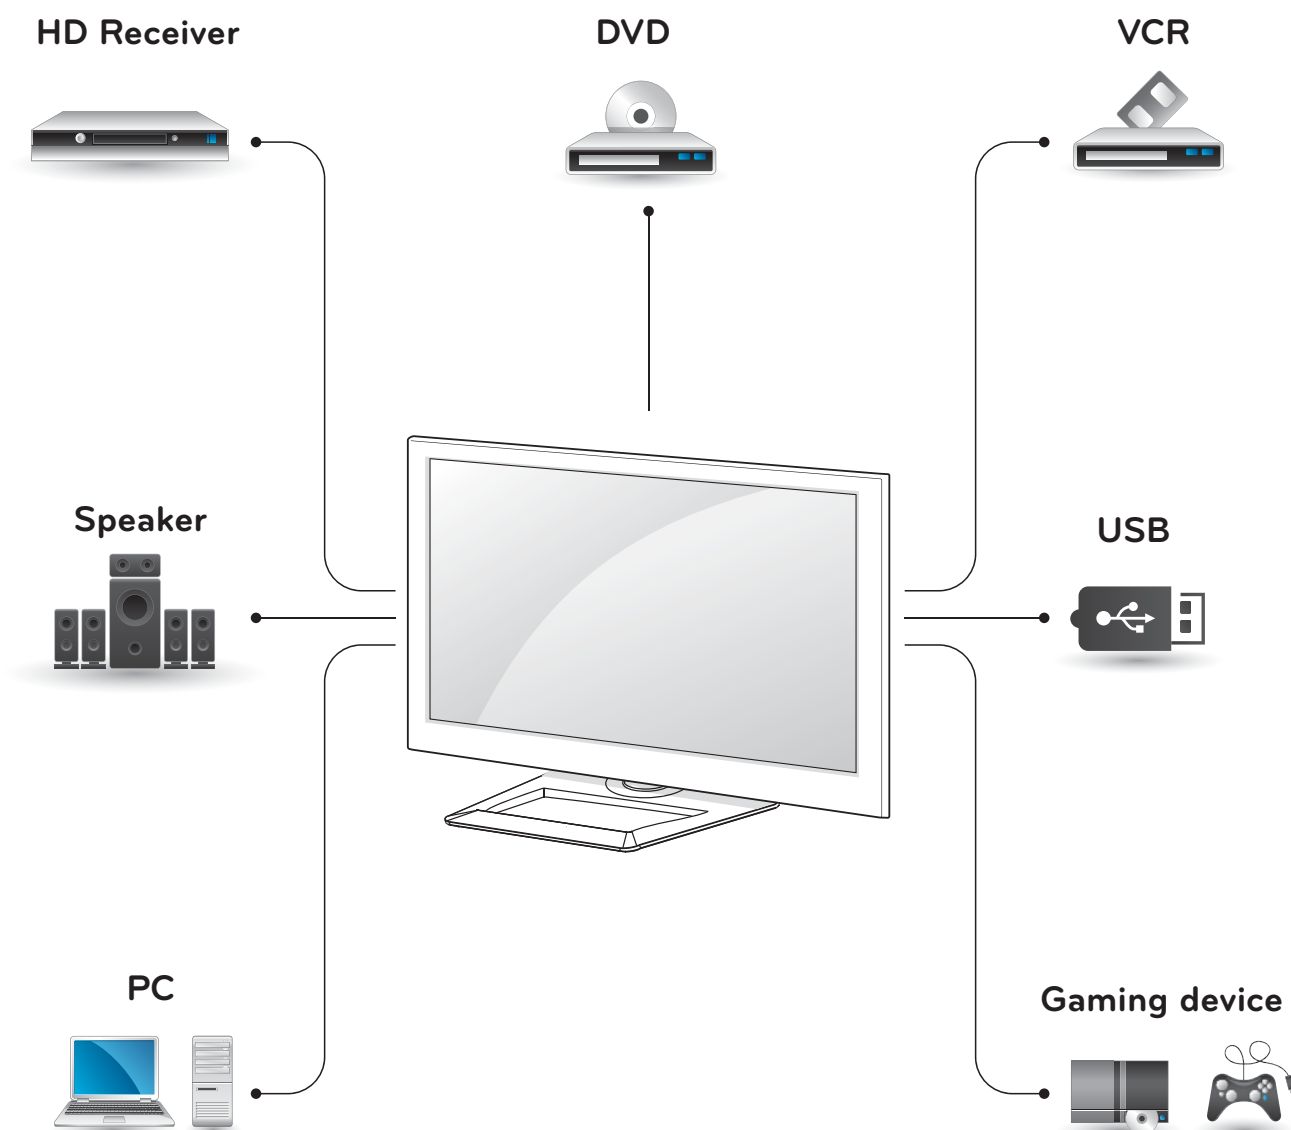 HD Receiver
DVD
VCR
Speaker
USB
PC
Gaming device